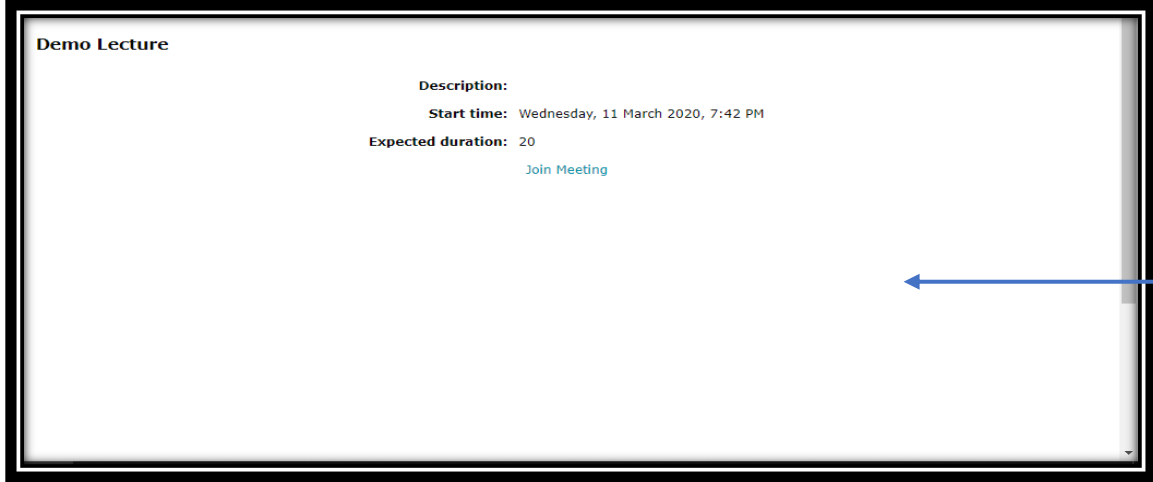 Demo Lecture
Description:
Start time: Wednesday, 11 March 2020, 7:42 PM
Expected duration: 20
Join Meeting